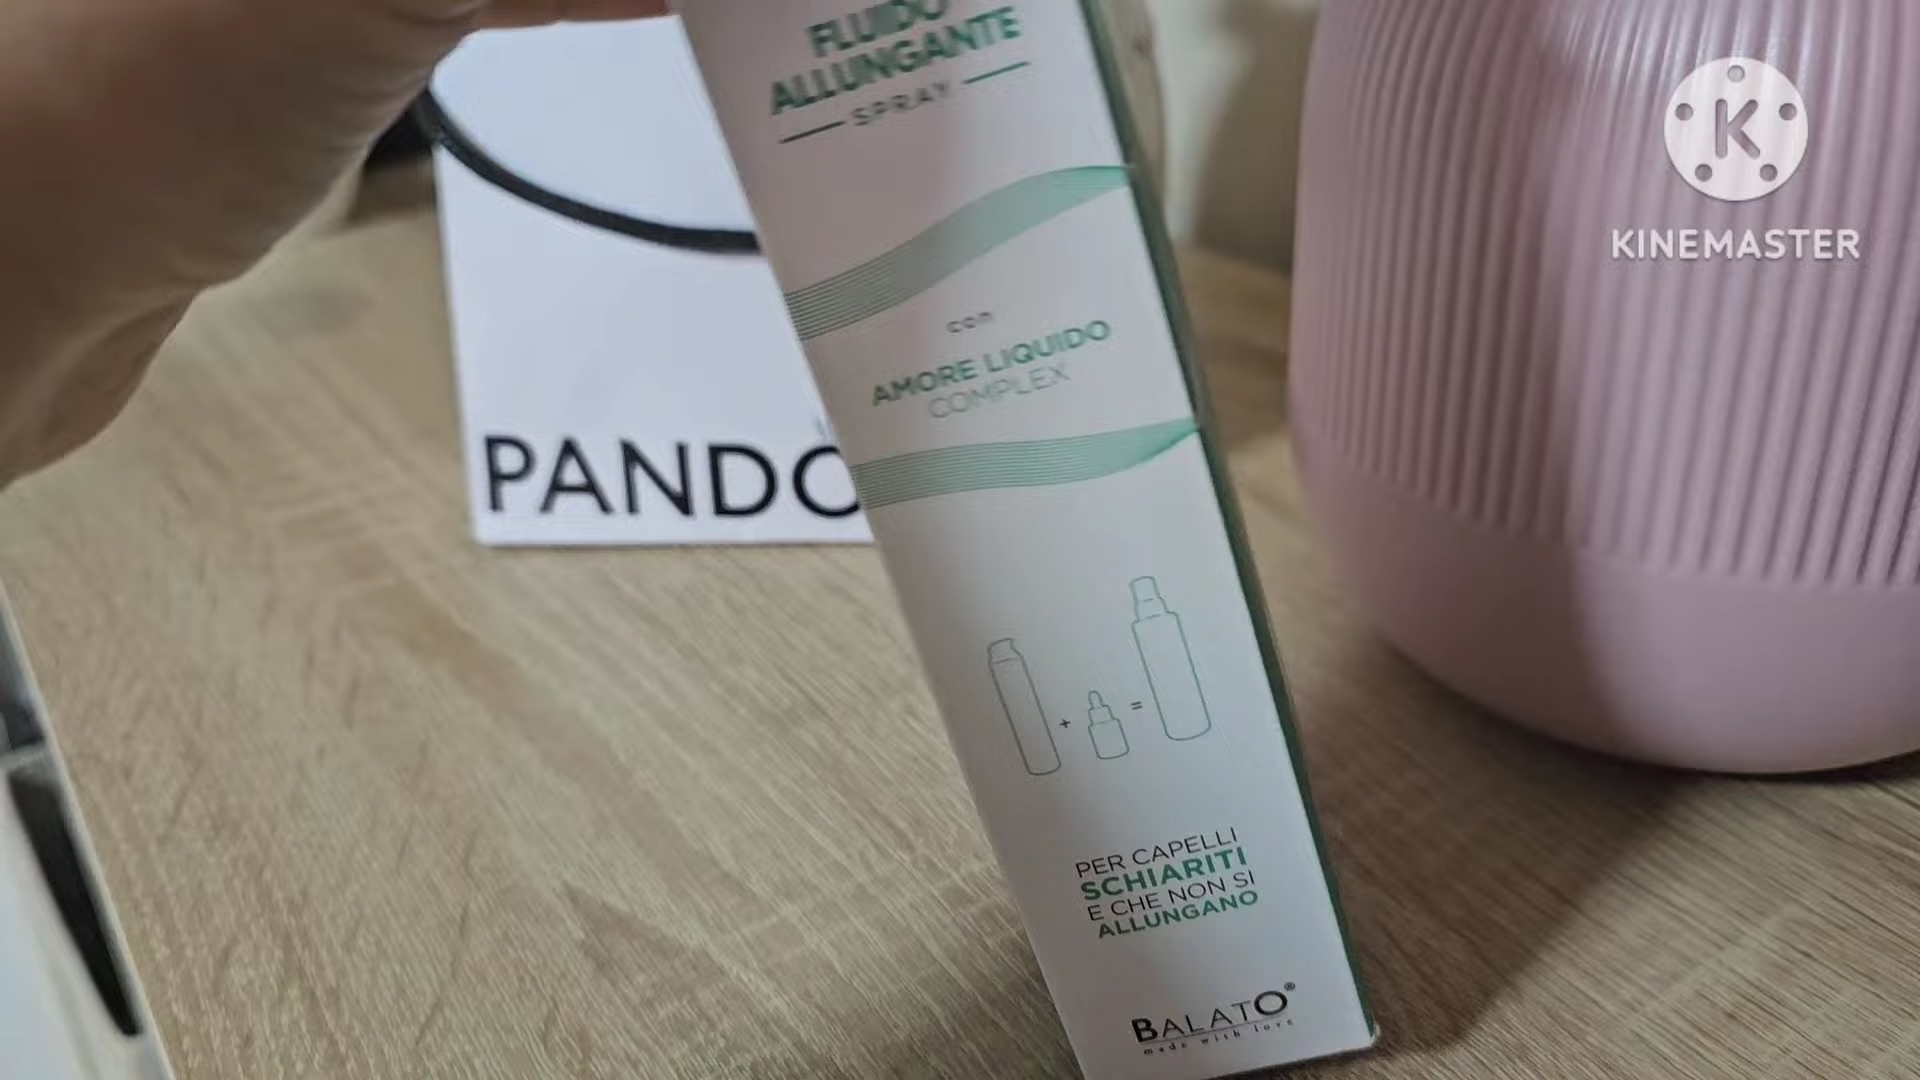 FLUIDO
ALLUNGANTE
SPRAY
con
AMORE LIQUIDO
COMPLEX
+ =
PER CAPELLI
SCHIARITI
E CHE NON SI
ALLUNGANO
BALATO®
made with love
PANDO
K
KINEMASTER